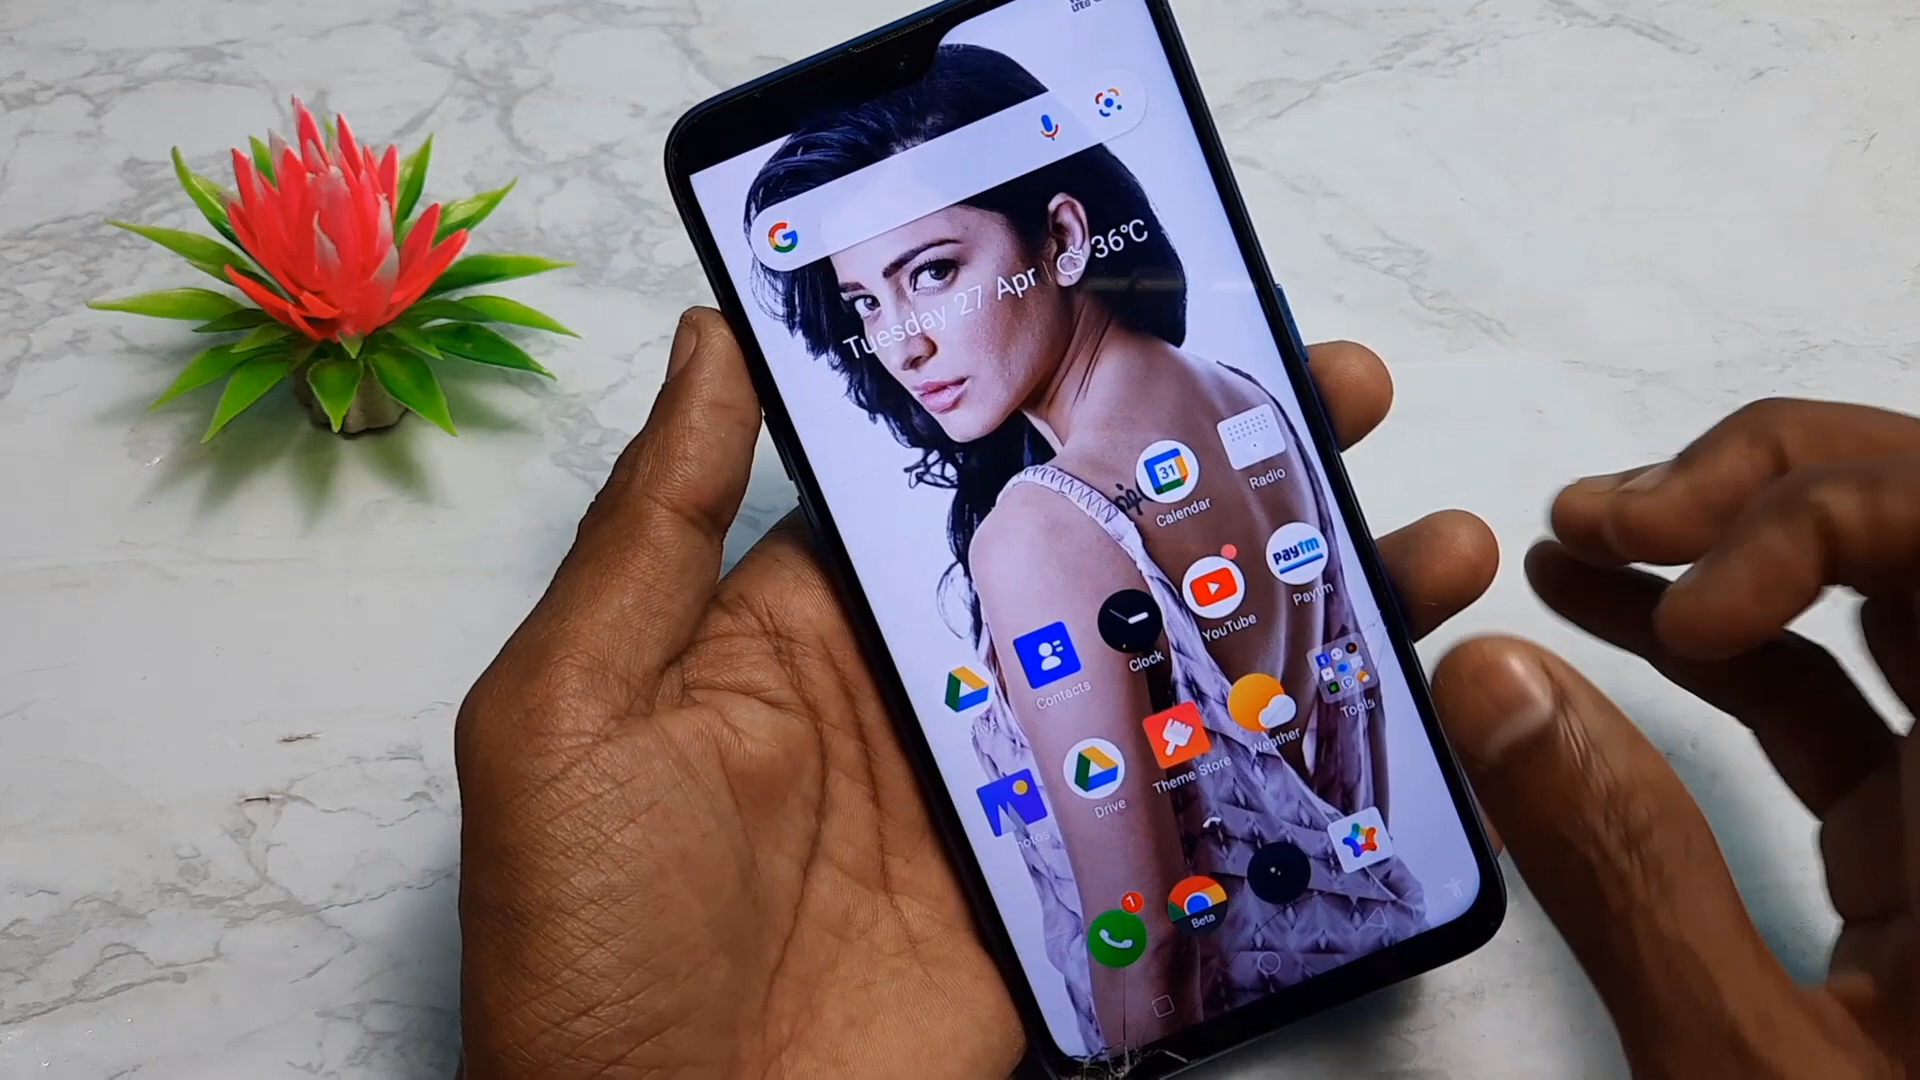 LTE
Tuesday 27 Apr | 36°C
31
Calendar
Radio
Contacts
Clock
YouTube
Paytm
Paytm
Drive
Theme Store
Weather
Tools
1
Beta